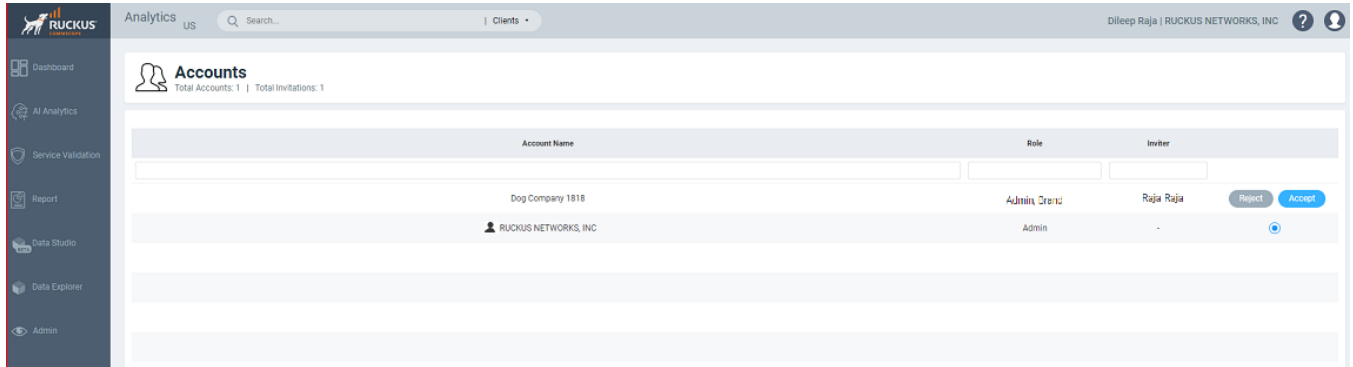 RUCKUS
COMMSCOPE
Analytics US
Search...
| Clients
Dileep Raja | RUCKUS NETWORKS, INC
?
Dashboard
AI Analytics
Service Validation
Report
Data Studio
BETA
Data Explorer
Admin
Accounts
Total Accounts: 1 | Total Invitations: 1
Account Name Role Inviter
Dog Company 1818 Admin, Brand Raja Raja Reject Accept
RUCKUS NETWORKS, INC Admin -